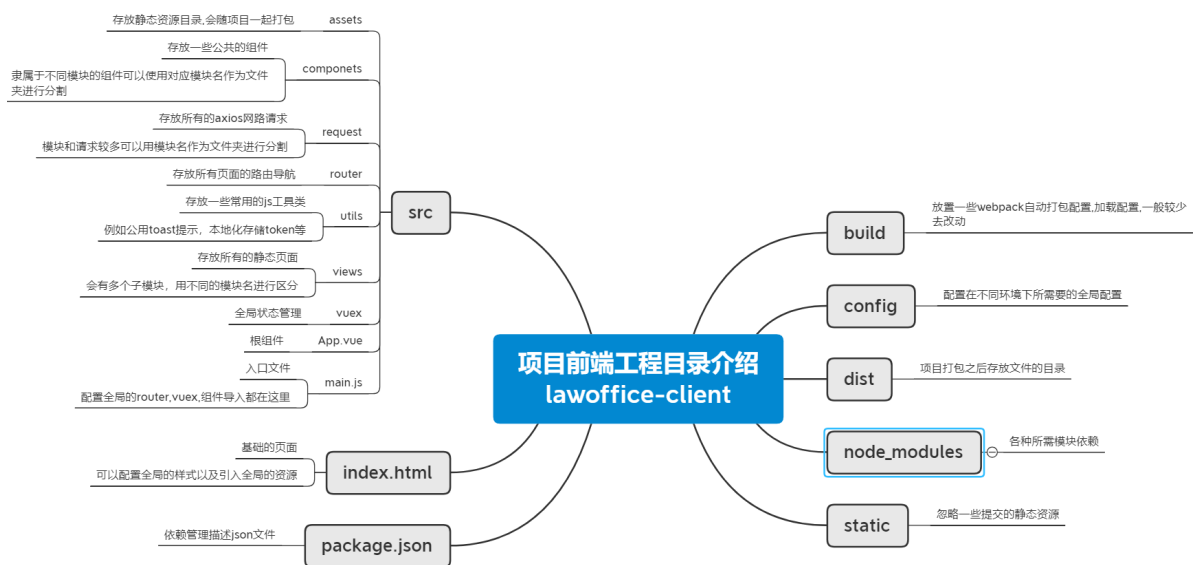 项目前端工程目录介绍
lawoffice-client
src
assets
存放静态资源目录,会随项目一起打包
componets
存放一些公共的组件
隶属于不同模块的组件可以使用对应模块名作为文件
夹进行分割
request
存放所有的axios网路请求
模块和请求较多可以用模块名作为文件夹进行分割
router
存放所有页面的路由导航
utils
存放一些常用的js工具类
例如公用toast提示，本地化存储token等
views
存放所有的静态页面
会有多个子模块，用不同的模块名进行区分
vuex
全局状态管理
App.vue
根组件
main.js
入口文件
配置全局的router,vuex,组件导入都在这里
index.html
基础的页面
可以配置全局的样式以及引入全局的资源
package.json
依赖管理描述json文件
build
放置一些webpack自动打包配置,加载配置,一般较少
去改动
config
配置在不同环境下所需要的全局配置
dist
项目打包之后存放文件的目录
node_modules
各种所需模块依赖
static
忽略一些提交的静态资源